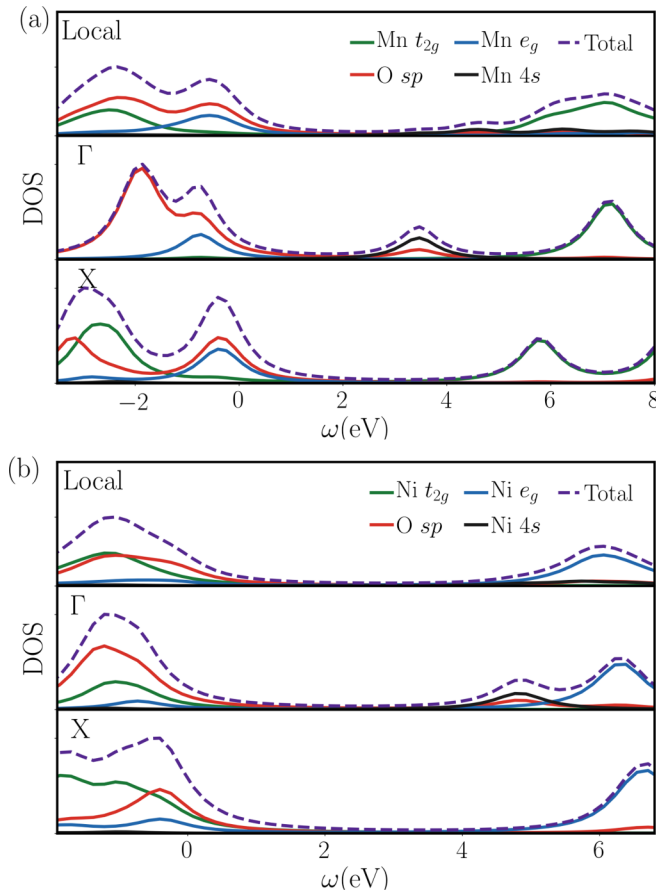 (a)
Local
Mn t2g Mn eg Total
O sp Mn 4s
Γ
DOS
X
−2 0 2 4 6 8
ω(eV)
(b)
Local
Ni t2g Ni eg Total
O sp Ni 4s
Γ
DOS
X
0 2 4 6
ω(eV)